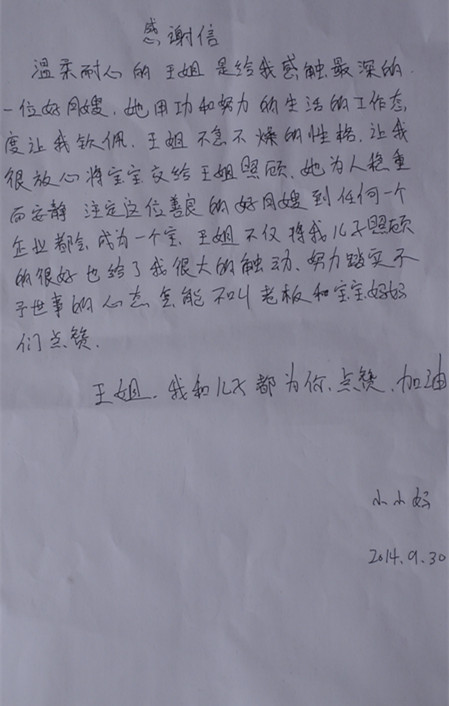 感谢信
温柔耐心的王姐是给我感触最深的
一位好月嫂.她用功和努力的生活的工作态
度让我钦佩.王姐不急不燥的性格.让我
很放心将宝宝交给王姐照顾.她为人稳重
而安静 注定这位善良的好月嫂到任何一个
企业都会成为一个宝.王姐不仅将我儿子照顾
的很好也给了我很大的触动.努力踏实不
于世事的心态怎能不叫老板和宝宝妈妈
们点赞.
王姐.我和儿子都为你.点赞.加油
小小好
2014.9.30